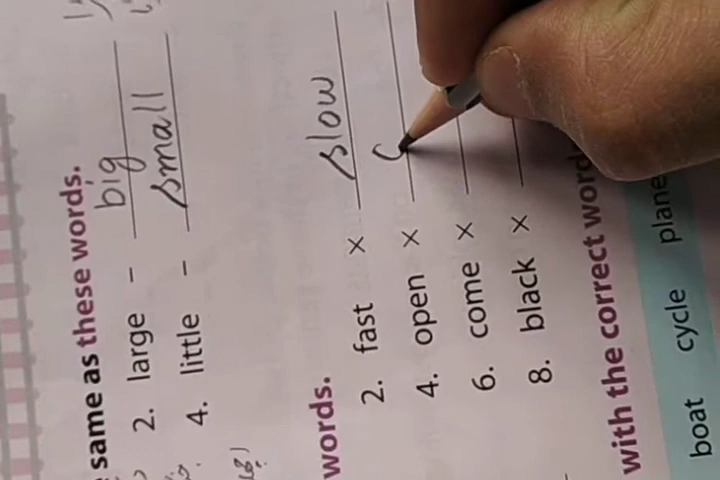 same as these words.
2. large - big
4. little - small
words.
2. fast × slow
4. open × c
6. come ×
8. black ×
with the correct word
boat cycle plane